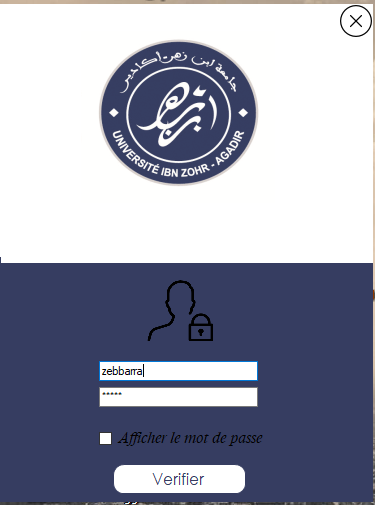 جامعة ابن زهر-اكادير
UNIVERSITÉ IBN ZOHR - AGADIR
zebbarra
*****
Afficher le mot de passe
Verifier